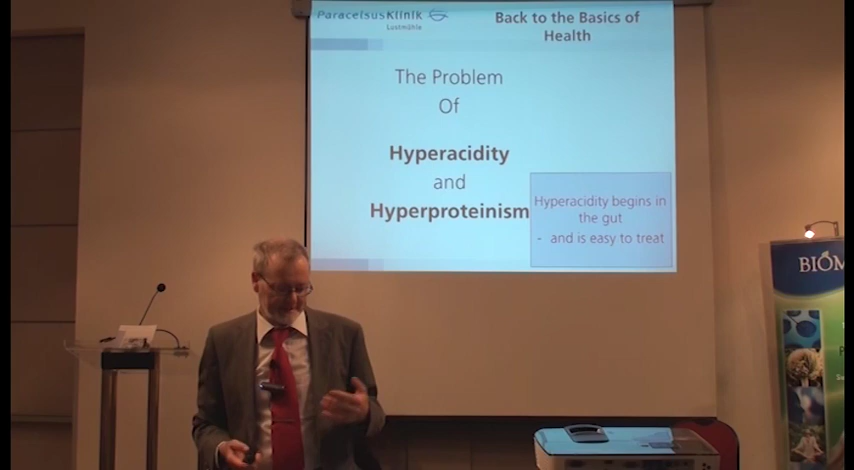 ParacelsusKlinik
Lustmühle
Back to the Basics of
Health
The Problem
Of
Hyperacidity
and
Hyperproteinism
Hyperacidity begins in
the gut
- and is easy to treat
BIOM